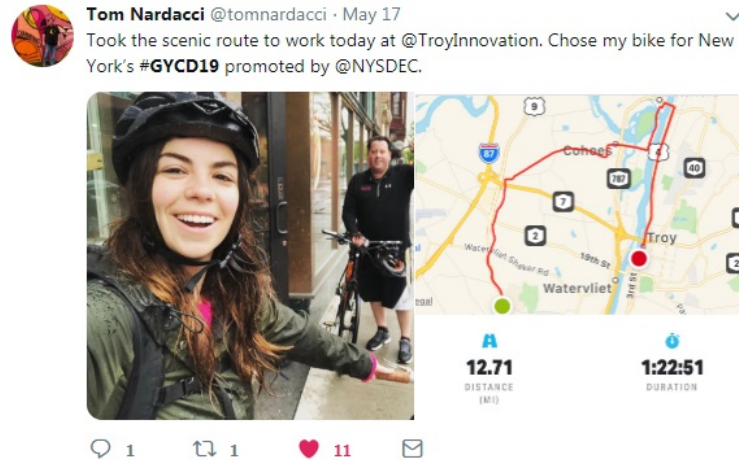 Tom Nardacci @tomnardacci · May 17
Took the scenic route to work today at @TroyInnovation. Chose my bike for New
York's #GYCD19 promoted by @NYSDEC.
9
87
Cohoes
4
787
40
7
2
Troy
Watervliet Shaker Rd
19th St
Watervliet
3rd St
2
12.71
DISTANCE
(MI)
1:22:51
DURATION
1
1
11